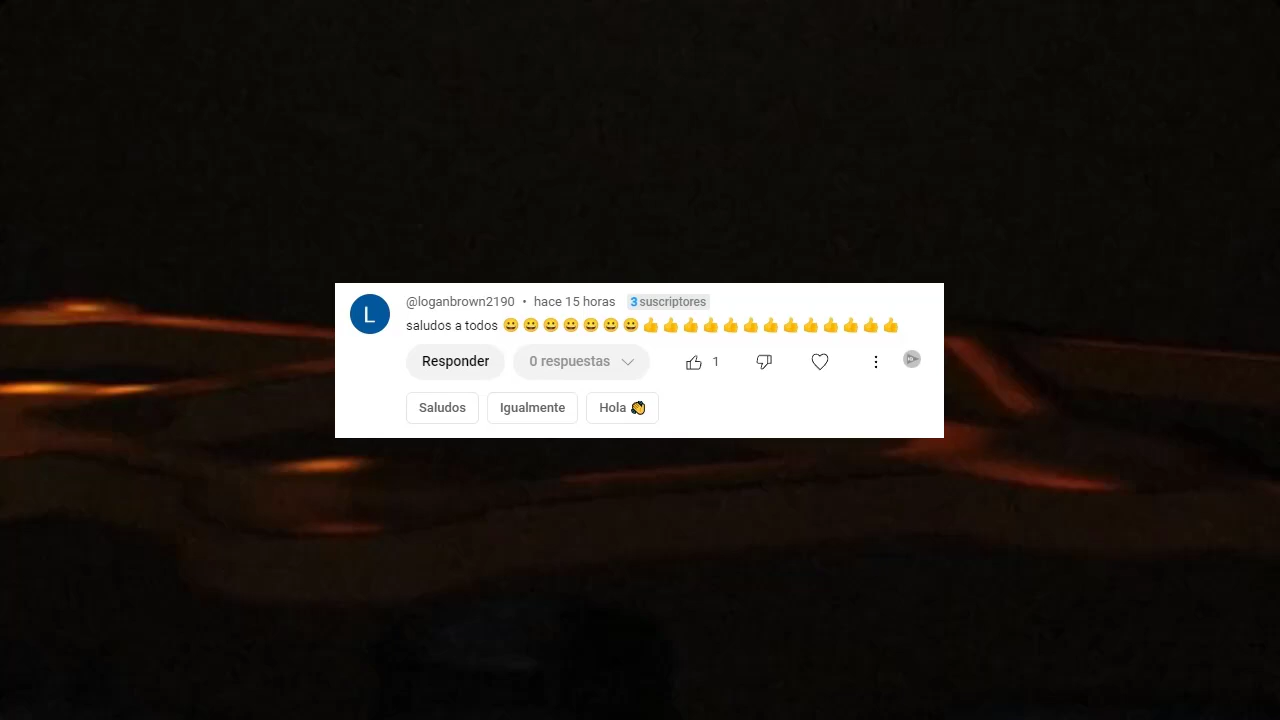 L
@loganbrown2190 • hace 15 horas 3 suscriptores
saludos a todos 😀😀😀😀😀😀😀👍👍👍👍👍👍👍👍👍👍👍👍👍
Responder 0 respuestas 1
Saludos Igualmente Hola 👏